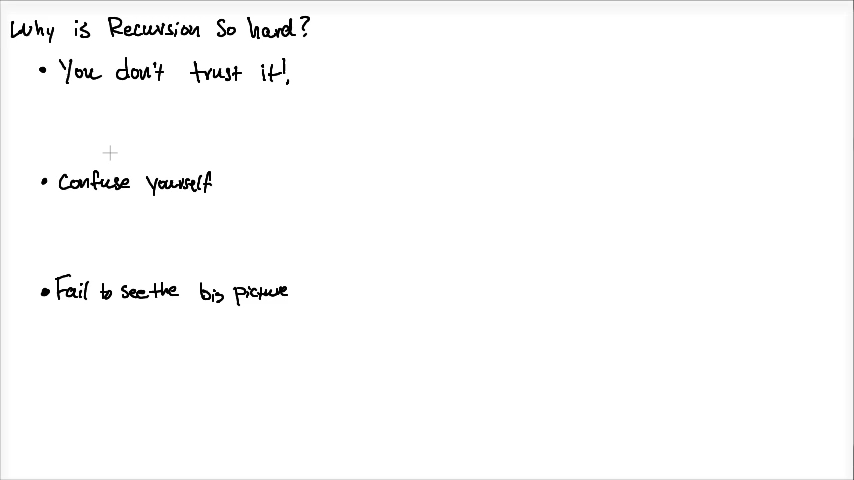 Why is Recursion So hard?
• You don't trust it!
• Confuse yourself
• Fail to see the big picture